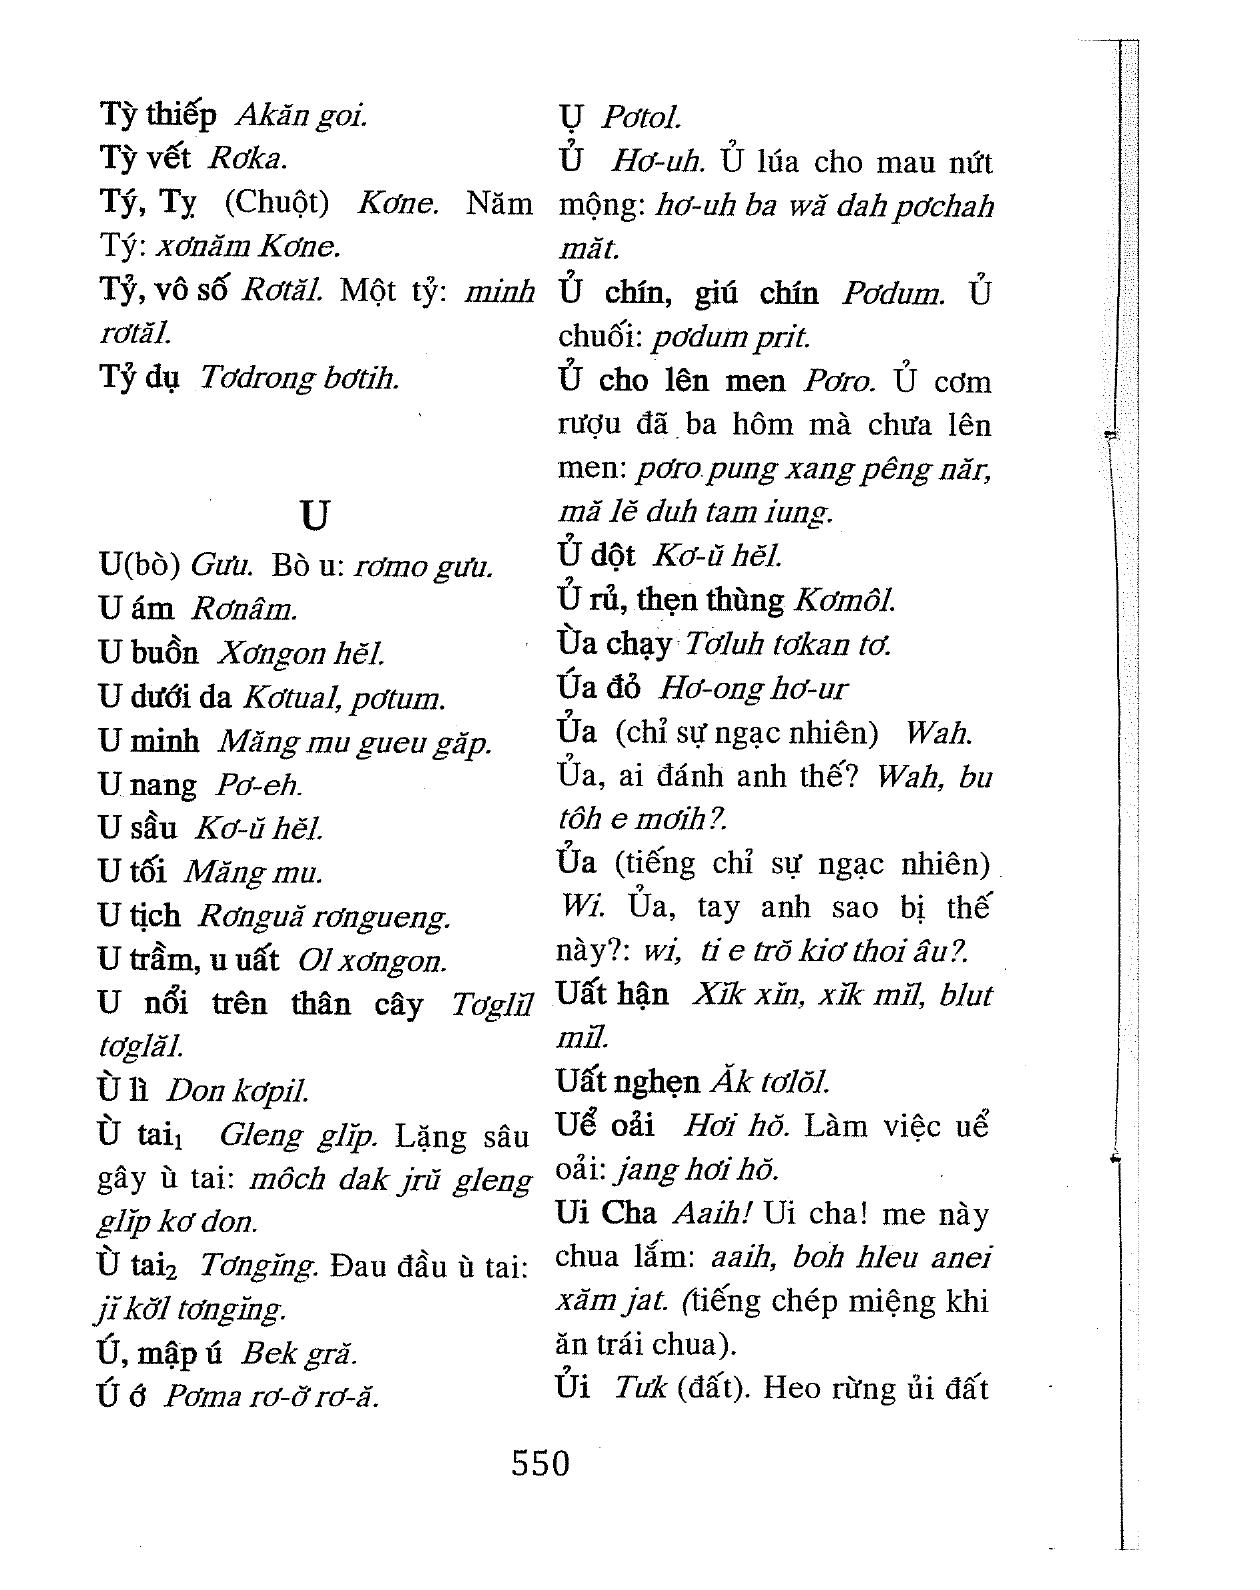 Tỳ thiếp Akăn goi.
Tỳ vết Rơka.
Tý, Tỵ (Chuột) Kơne. Năm
Tý: xơnăm Kơne.
Tỷ, vô số Rơtăl. Một tỷ: minh
rơtăl.
Tỷ dụ Tơdrong bơtih.
U
U(bò) Gưu. Bò u: rơmo gưu.
U ám Rơnâm.
U buồn Xơngon hĕl.
U dưới da Kơtual, pơtum.
U minh Măng mu gueu găp.
U nang Pơ-eh.
U sầu Kơ-ŭ hĕl.
U tối Măng mu.
U tịch Rơnguă rơngueng.
U trầm, u uất Ol xơngon.
U nổi trên thân cây Tơglĭl
tơglăl.
Ù lì Don kơpil.
Ù tai₁ Gleng glĭp. Lặng sâu
gây ù tai: môch dak jrŭ gleng
glĭp kơ don.
Ù tai₂ Tơngĭng. Đau đầu ù tai:
jĭ kơ̆l tơngĭng.
Ú, mập ú Bek gră.
Ú ớ Pơma rơ-ơ̆ rơ-ă.
Ụ Pơtol.
Ủ Hơ-uh. Ủ lúa cho mau nứt
mộng: hơ-uh ba wă dah pơchah
măt.
Ủ chín, giú chín Pơdum. Ủ
chuối: pơdum prit.
Ủ cho lên men Pơro. Ủ cơm
rượu đã ba hôm mà chưa lên
men: pơro pung xang pêng năr,
mă lĕ duh tam iung.
Ủ dột Kơ-ŭ hĕl.
Ủ rủ, thẹn thùng Kơmôl.
Ùa chạy Tơluh tơkan tơ.
Úa đỏ Hơ-ong hơ-ur
Ủa (chỉ sự ngạc nhiên) Wah.
Ủa, ai đánh anh thế? Wah, bu
tôh e mơih?.
Ủa (tiếng chỉ sự ngạc nhiên)
Wi. Ủa, tay anh sao bị thế
này?: wi, ti e trŏ kiơ thoi âu?.
Uất hận Xĭk xĭn, xĭk mĭl, blut
mĭl.
Uất nghẹn Ăk tơlŏl.
Uể oải Hơi hŏ. Làm việc uể
oải: jang hơi hŏ.
Ui Cha Aaih! Ui cha! me này
chua lắm: aaih, boh hleu anei
xăm jat. (tiếng chép miệng khi
ăn trái chua).
Ủi Tưk (đất). Heo rừng ủi đất
550